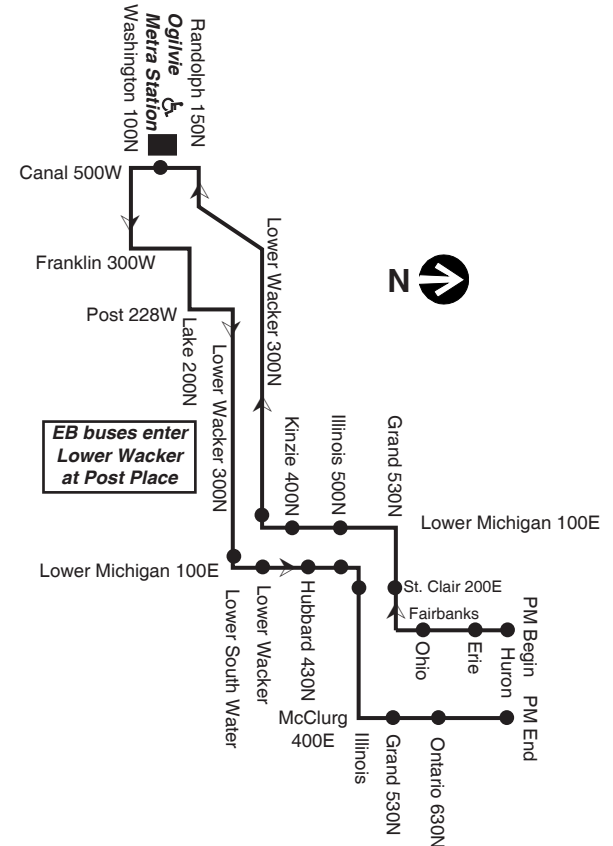 Randolph 150N
Ogilvie
Metra Station
Washington 100N
Canal 500W
Franklin 300W
Post 228W
Lake 200N
Lower Wacker 300N
Lower Wacker 300N
N
EB buses enter
Lower Wacker
at Post Place
Kinzie 400N
Illinois 500N
Grand 530N
Lower Michigan 100E
Lower Michigan 100E
St. Clair 200E
Fairbanks
Ohio
Erie
Huron
PM Begin
PM End
Lower South Water
Lower Wacker
Hubbard 430N
McClurg
400E
Illinois
Grand 530N
Ontario 630N